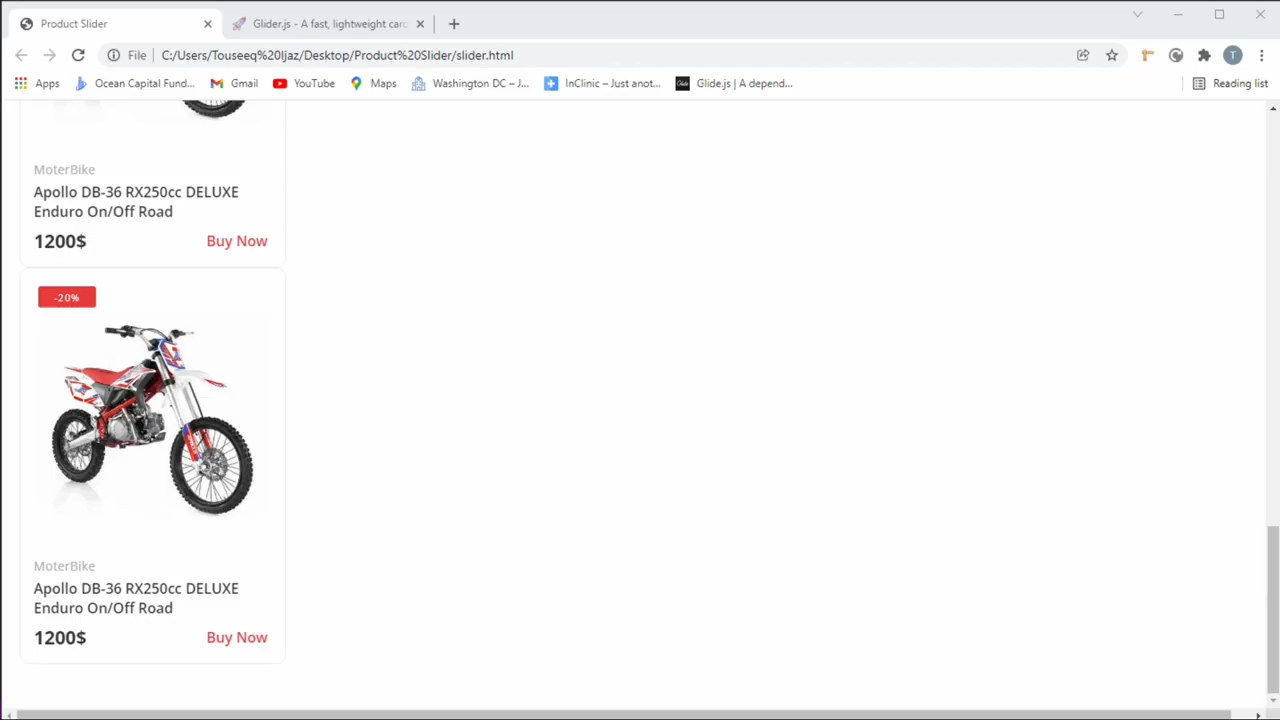 Product Slider
Glider.js - A fast, lightweight caro
File
C:/Users/Touseeq%20Ijaz/Desktop/Product%20Slider/slider.html
T
Apps
Ocean Capital Fund...
Gmail
YouTube
Maps
Washington DC – J...
InClinic – Just anot...
Glide.js | A depend...
Reading list
MoterBike
Apollo DB-36 RX250cc DELUXE
Enduro On/Off Road
1200$ Buy Now
-20%
MoterBike
Apollo DB-36 RX250cc DELUXE
Enduro On/Off Road
1200$ Buy Now